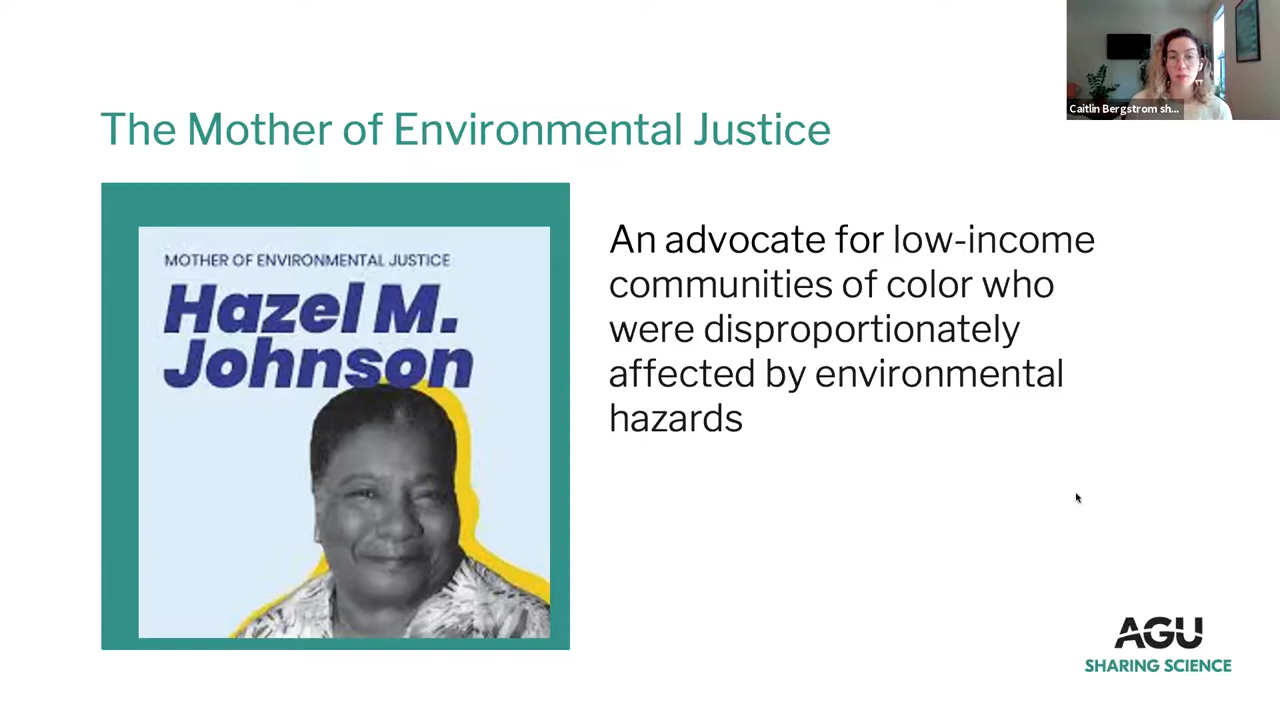 Caitlin Bergstrom sh...
The Mother of Environmental Justice
MOTHER OF ENVIRONMENTAL JUSTICE
Hazel M.
Johnson
An advocate for low-income
communities of color who
were disproportionately
affected by environmental
hazards
AGU
SHARING SCIENCE